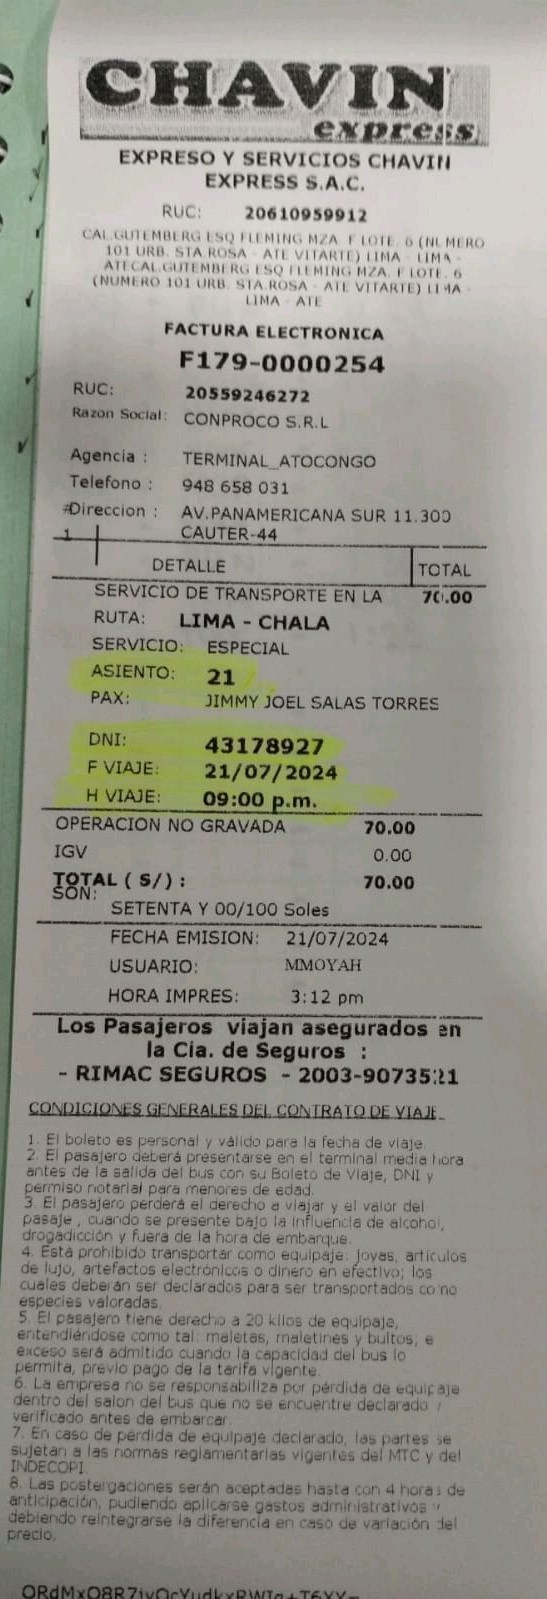 CHAVIN
express
EXPRESO Y SERVICIOS CHAVIN
EXPRESS S.A.C.
RUC: 20610959912
CAL.GUTEMBERG ESQ FLEMING MZA. F LOTE. 6 (NUMERO
101 URB. STA.ROSA - ATE VITARTE) LIMA - LIMA -
ATECAL.GUTEMBERG ESQ FLEMING MZA. F LOTE. 6
(NUMERO 101 URB. STA.ROSA - ATE VITARTE) LIMA -
LIMA - ATE
FACTURA ELECTRONICA
F179-0000254
RUC: 20559246272
Razon Social: CONPROCO S.R.L
Agencia : TERMINAL_ATOCONGO
Telefono : 948 658 031
#Direccion : AV.PANAMERICANA SUR 11.300
1 CAUTER-44
DETALLE TOTAL
SERVICIO DE TRANSPORTE EN LA 70.00
RUTA: LIMA - CHALA
SERVICIO: ESPECIAL
ASIENTO: 21
PAX: JIMMY JOEL SALAS TORRES
DNI: 43178927
F VIAJE: 21/07/2024
H VIAJE: 09:00 p.m.
OPERACION NO GRAVADA 70.00
IGV 0.00
TOTAL ( S/) : 70.00
SON:
SETENTA Y 00/100 Soles
FECHA EMISION: 21/07/2024
USUARIO: MMOYAH
HORA IMPRES: 3:12 pm
Los Pasajeros viajan asegurados en
la Cia. de Seguros :
- RIMAC SEGUROS - 2003-9073521
CONDICIONES GENERALES DEL CONTRATO DE VIAJE
1. El boleto es personal y válido para la fecha de viaje.
2. El pasajero deberá presentarse en el terminal media hora
antes de la salida del bus con su Boleto de Viaje, DNI y
permiso notarial para menores de edad.
3. El pasajero perderá el derecho a viajar y el valor del
pasaje , cuando se presente bajo la influencia de alcohol,
drogadicción y fuera de la hora de embarque.
4. Está prohibido transportar como equipaje: Joyas, artículos
de lujo, artefactos electrónicos o dinero en efectivo; los
cuales deberán ser declarados para ser transportados como
especies valoradas.
5. El pasajero tiene derecho a 20 kilos de equipaje,
entendiéndose como tal: maletas, maletines y bultos, e
exceso será admitido cuando la capacidad del bus lo
permita, previo pago de la tarifa vigente.
6. La empresa no se responsabiliza por pérdida de equipaje
dentro del salon del bus que no se encuentre declarado y
verificado antes de embarcar.
7. En caso de pérdida de equipaje declarado, las partes se
sujetan a las normas reglamentarias vigentes del MTC y del
INDECOPI.
8. Las postergaciones serán aceptadas hasta con 4 horas de
anticipación, pudiendo aplicarse gastos administrativos y
debiendo reintegrarse la diferencia en caso de variación del
precio.